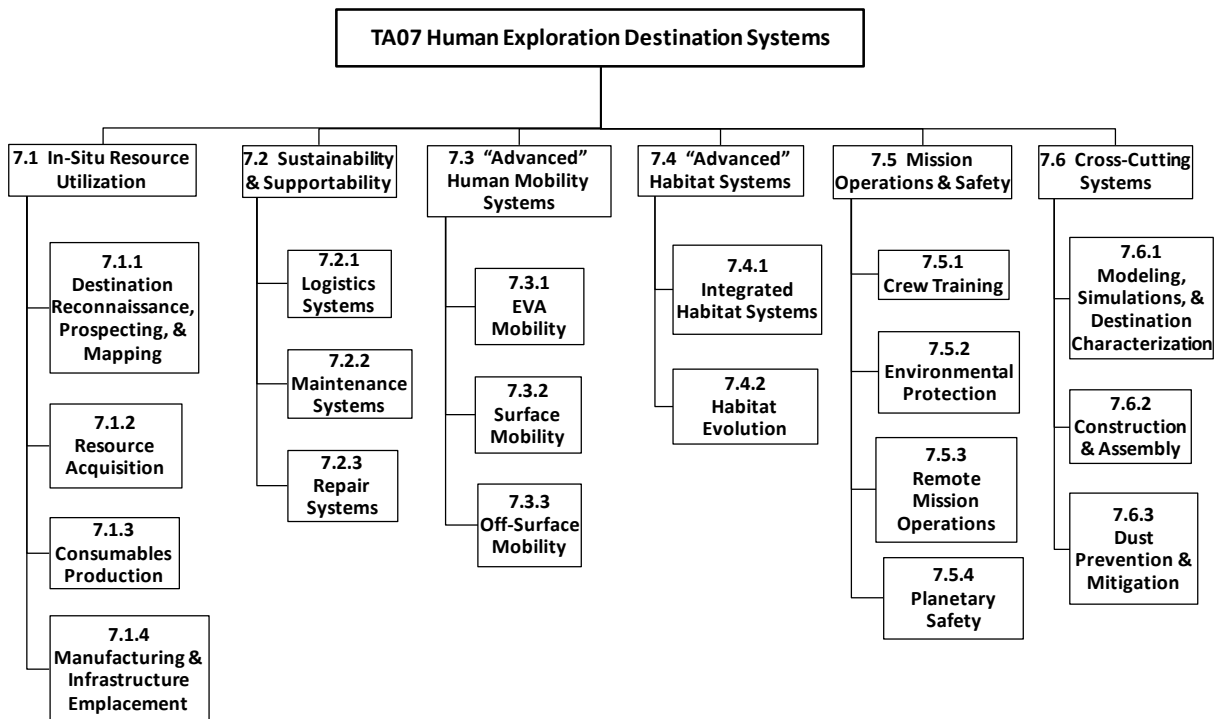 TA07 Human Exploration Destination Systems
7.1 In-Situ Resource
Utilization
7.1.1
Destination
Reconnaissance,
Prospecting, &
Mapping
7.1.2
Resource
Acquisition
7.1.3
Consumables
Production
7.1.4
Manufacturing &
Infrastructure
Emplacement
7.2 Sustainability
& Supportability
7.2.1
Logistics
Systems
7.2.2
Maintenance
Systems
7.2.3
Repair
Systems
7.3 “Advanced”
Human Mobility
Systems
7.3.1
EVA
Mobility
7.3.2
Surface
Mobility
7.3.3
Off-Surface
Mobility
7.4 “Advanced”
Habitat Systems
7.4.1
Integrated
Habitat Systems
7.4.2
Habitat
Evolution
7.5 Mission
Operations & Safety
7.5.1
Crew Training
7.5.2
Environmental
Protection
7.5.3
Remote
Mission
Operations
7.5.4
Planetary
Safety
7.6 Cross-Cutting
Systems
7.6.1
Modeling,
Simulations, &
Destination
Characterization
7.6.2
Construction
& Assembly
7.6.3
Dust
Prevention &
Mitigation